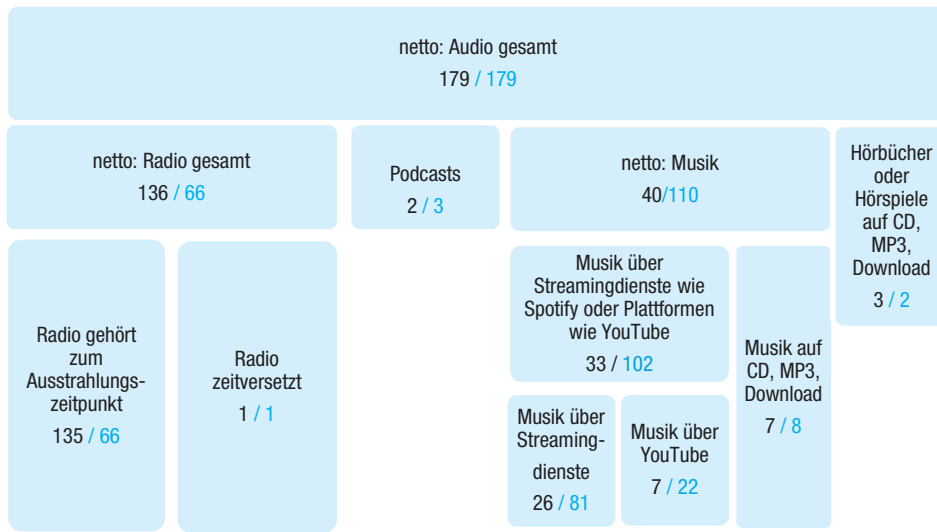 netto: Audio gesamt
179 / 179
netto: Radio gesamt
136 / 66
Podcasts
2 / 3
netto: Musik
40/110
Hörbücher
oder
Hörspiele
auf CD,
MP3,
Download
3 / 2
Radio gehört
zum
Ausstrahlungs-
zeitpunkt
135 / 66
Radio
zeitversetzt
1 / 1
Musik über
Streamingdienste wie
Spotify oder Plattformen
wie YouTube
33 / 102
Musik über
Streaming-
dienste
26 / 81
Musik über
YouTube
7 / 22
Musik auf
CD, MP3,
Download
7 / 8